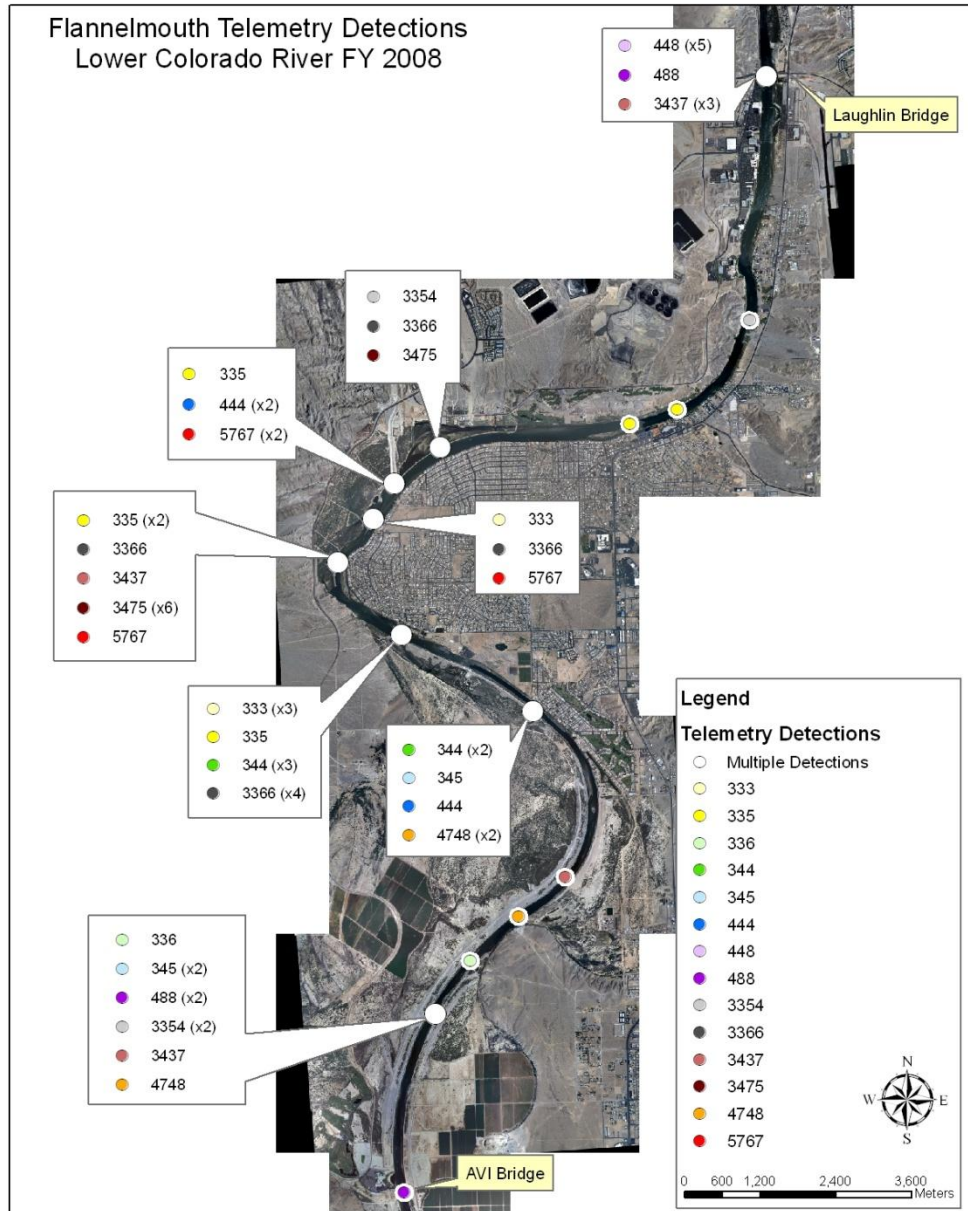 Flannelmouth Telemetry Detections
Lower Colorado River FY 2008
448 (x5)
488
3437 (x3)
Laughlin Bridge
3354
3366
3475
335
444 (x2)
5767 (x2)
335 (x2)
3366
3437
3475 (x6)
5767
333
3366
5767
333 (x3)
335
344 (x3)
3366 (x4)
344 (x2)
345
444
4748 (x2)
336
345 (x2)
488 (x2)
3354 (x2)
3437
4748
AVI Bridge
Legend
Telemetry Detections
Multiple Detections
333
335
336
344
345
444
448
488
3354
3366
3437
3475
4748
5767
N
W E
S
0 600 1,200 2,400 3,600
Meters